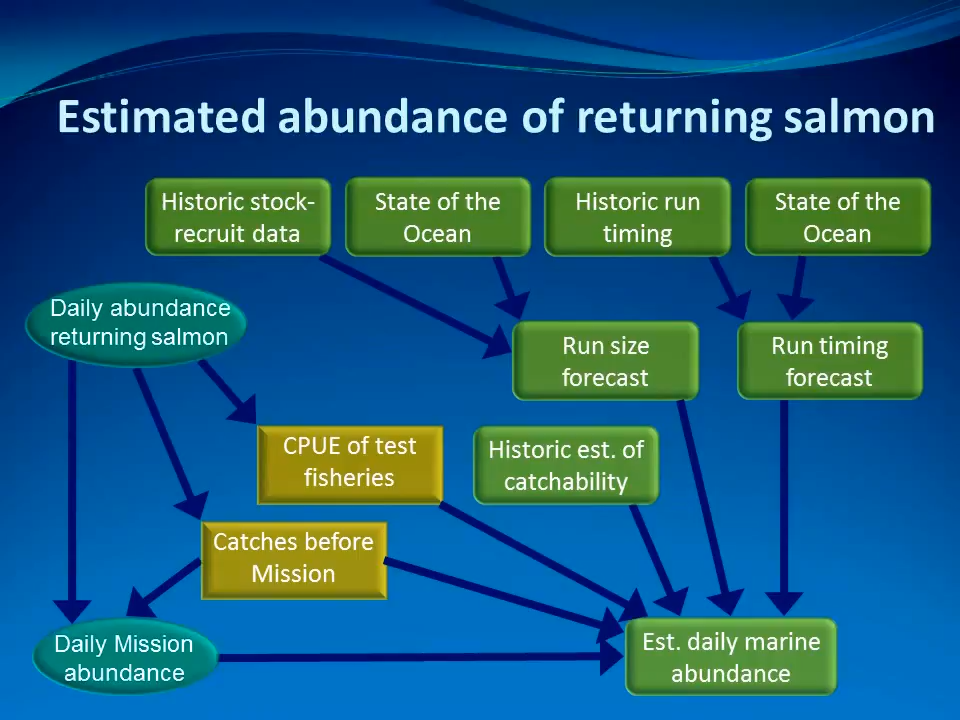 Estimated abundance of returning salmon
Historic stock-
recruit data
State of the
Ocean
Historic run
timing
State of the
Ocean
Daily abundance
returning salmon
Run size
forecast
Run timing
forecast
CPUE of test
fisheries
Historic est. of
catchability
Catches before
Mission
Daily Mission
abundance
Est. daily marine
abundance